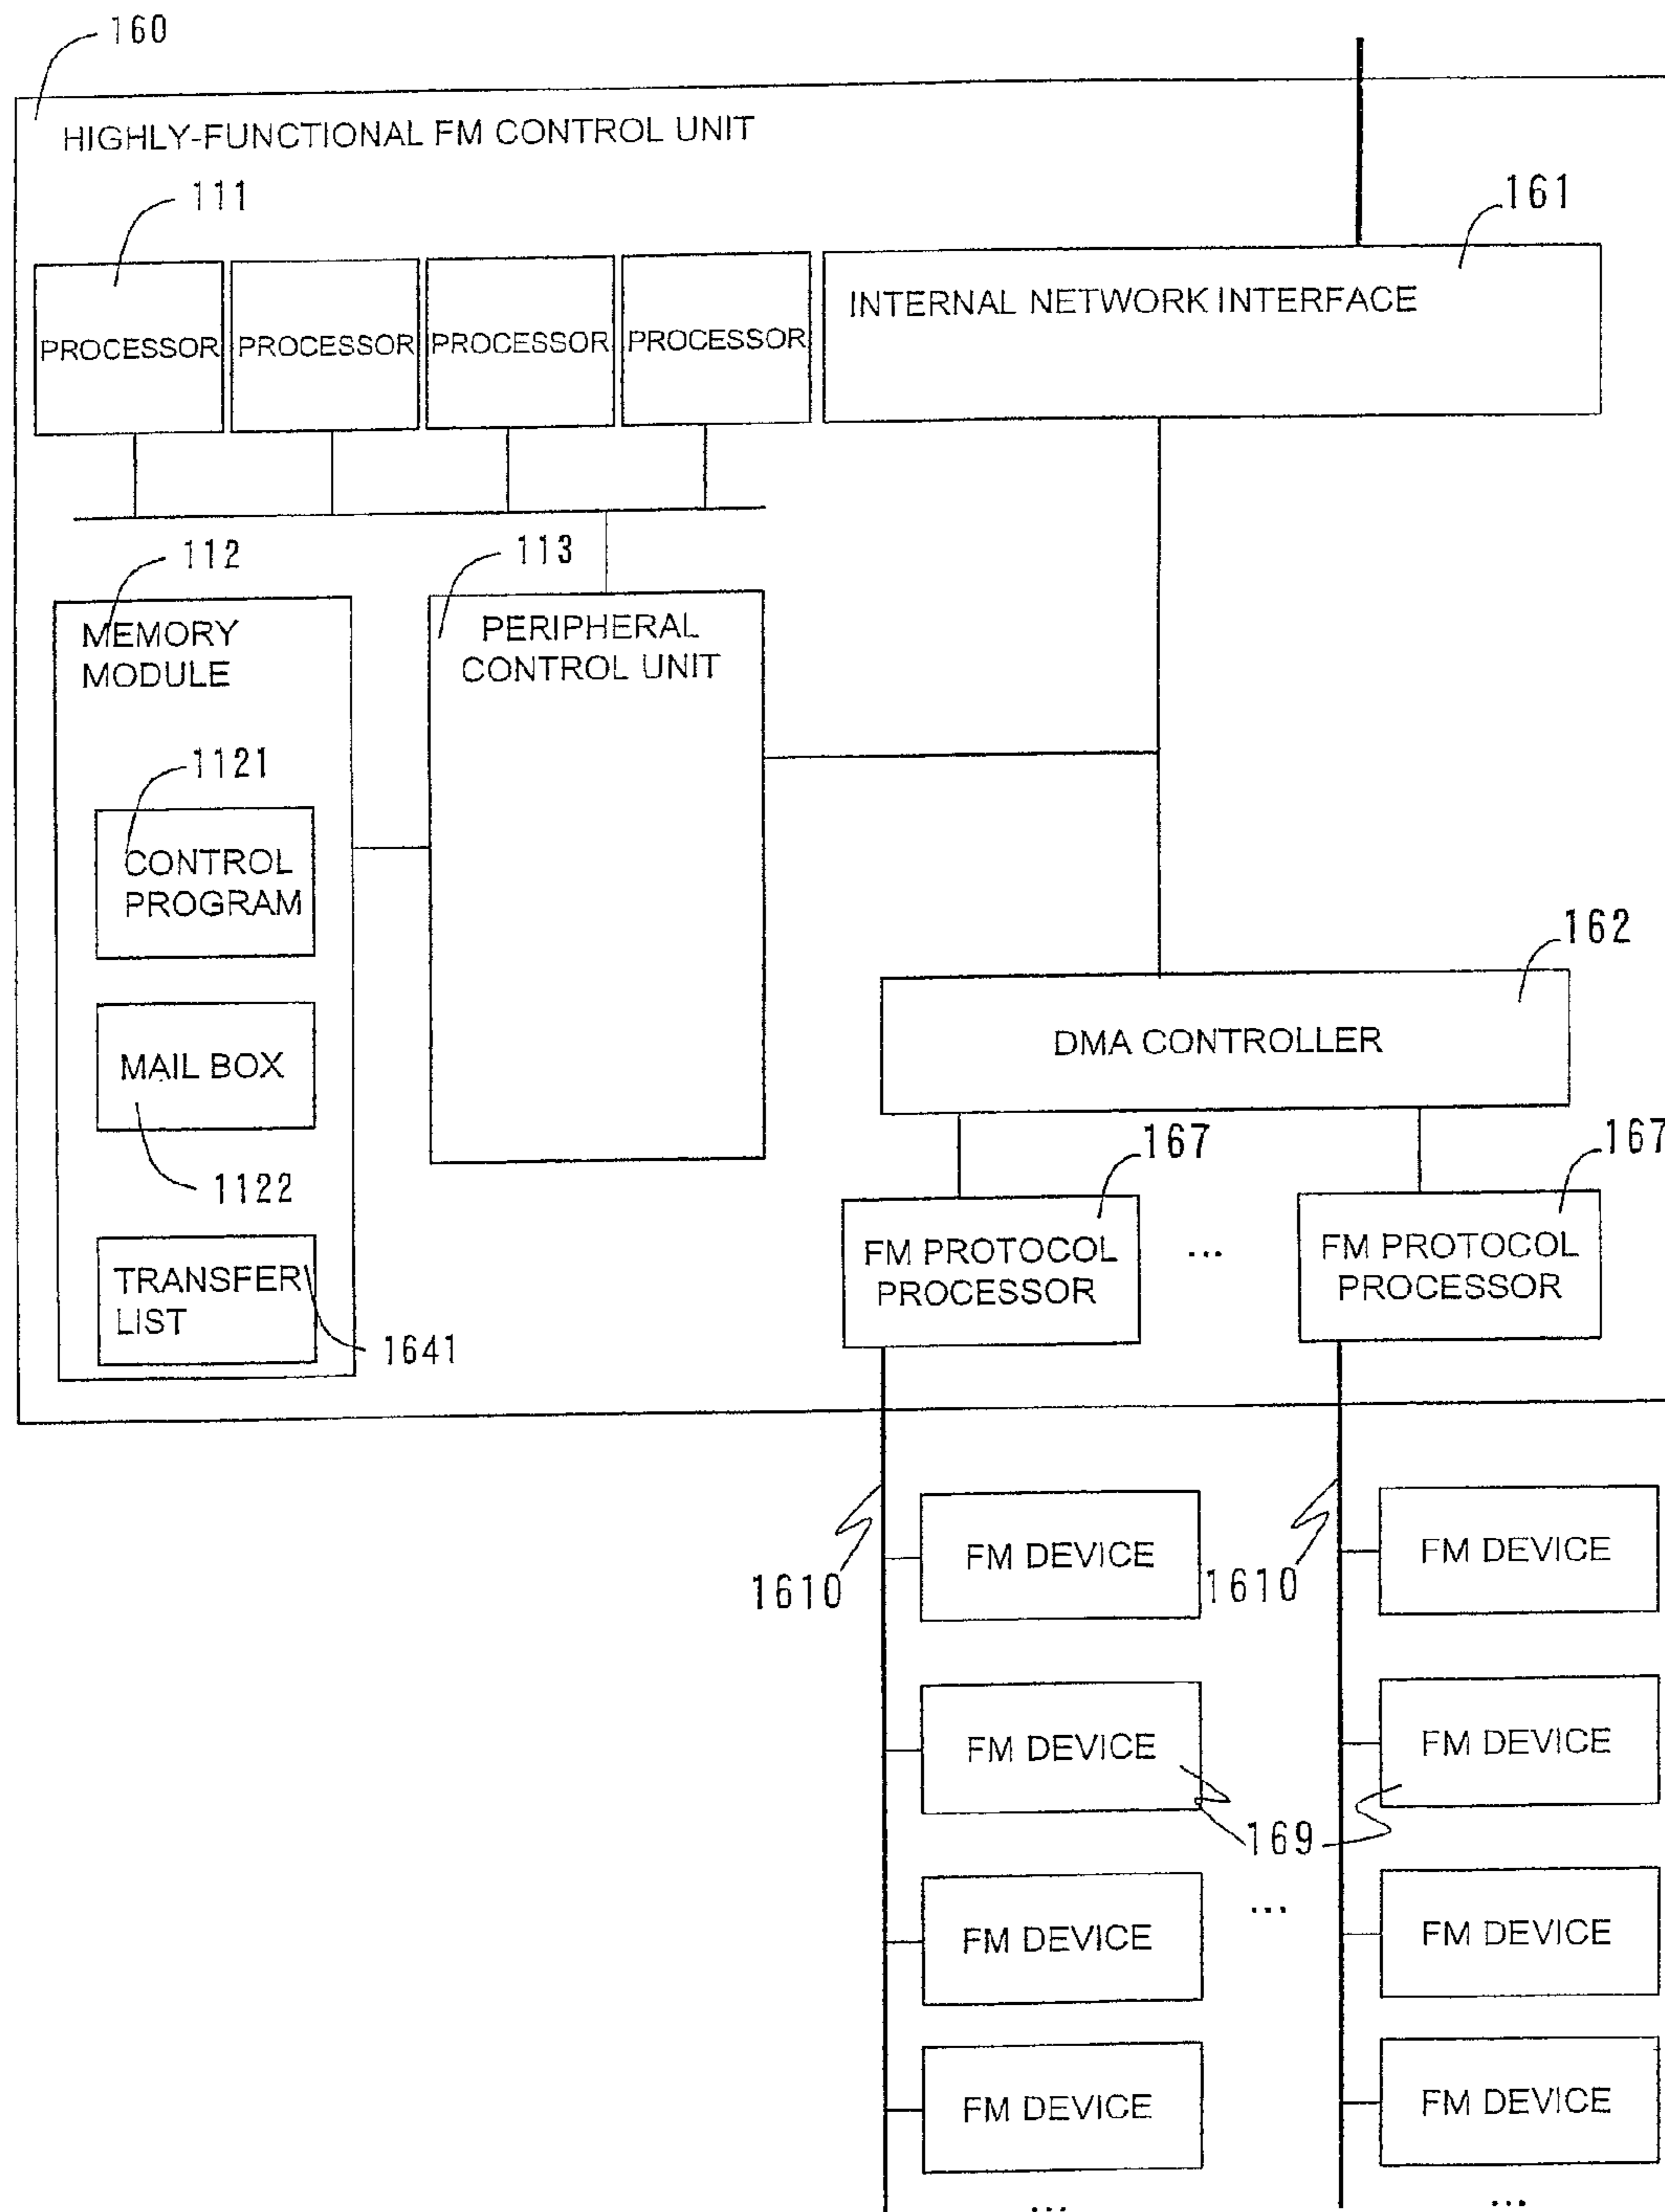 160
HIGHLY-FUNCTIONAL FM CONTROL UNIT
111
161
PROCESSOR
PROCESSOR
PROCESSOR
PROCESSOR
INTERNAL NETWORK INTERFACE
112
113
MEMORY
MODULE
PERIPHERAL
CONTROL UNIT
1121
CONTROL
PROGRAM
162
DMA CONTROLLER
MAIL BOX
1122
167
167
FM PROTOCOL
PROCESSOR
...
FM PROTOCOL
PROCESSOR
TRANSFER
LIST
1641
FM DEVICE
FM DEVICE
1610
1610
FM DEVICE
FM DEVICE
169
FM DEVICE
...
FM DEVICE
FM DEVICE
FM DEVICE
...
...